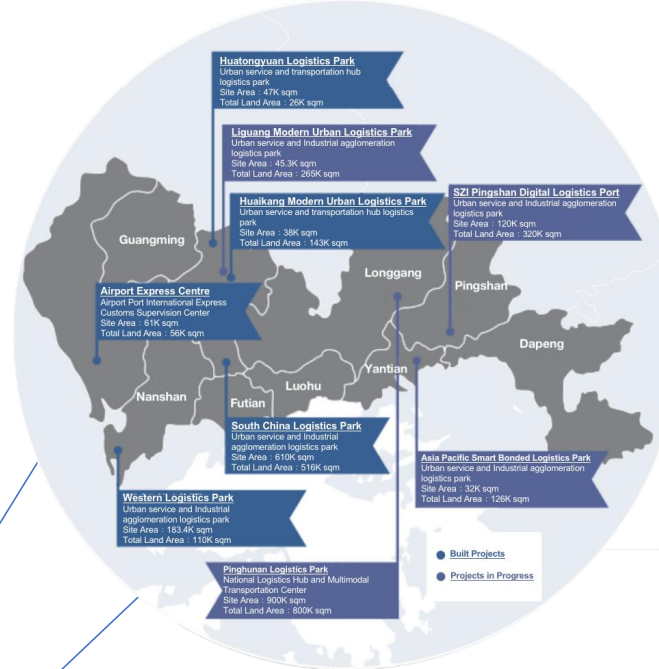 Huatongyuan Logistics Park
Urban service and transportation hub
logistics park
Site Area：47K sqm
Total Land Area：26K sqm
Liguang Modern Urban Logistics Park
Urban service and Industrial agglomeration
logistics park
Site Area：45.3K sqm
Total Land Area：265K sqm
Huaikang Modern Urban Logistics Park
Urban service and transportation hub logistics
park
Site Area：38K sqm
Total Land Area：143K sqm
SZI Pingshan Digital Logistics Port
Urban service and Industrial agglomeration
logistics park
Site Area：120K sqm
Total Land Area：320K sqm
Guangming
Longgang
Pingshan
Airport Express Centre
Airport Port International Express
Customs Supervision Center
Site Area：61K sqm
Total Land Area：56K sqm
Dapeng
Yantian
Luohu
Nanshan
Futian
South China Logistics Park
Urban service and Industrial
agglomeration logistics park
Site Area：610K sqm
Total Land Area：516K sqm
Asia Pacific Smart Bonded Logistics Park
Urban service and Industrial agglomeration
logistics park
Site Area：32K sqm
Total Land Area：126K sqm
Western Logistics Park
Urban service and Industrial
agglomeration logistics park
Site Area：183.4K sqm
Total Land Area：110K sqm
Pinghunan Logistics Park
National Logistics Hub and Multimodal
Transportation Center
Site Area：900K sqm
Total Land Area：800K sqm
Built Projects
Projects in Progress